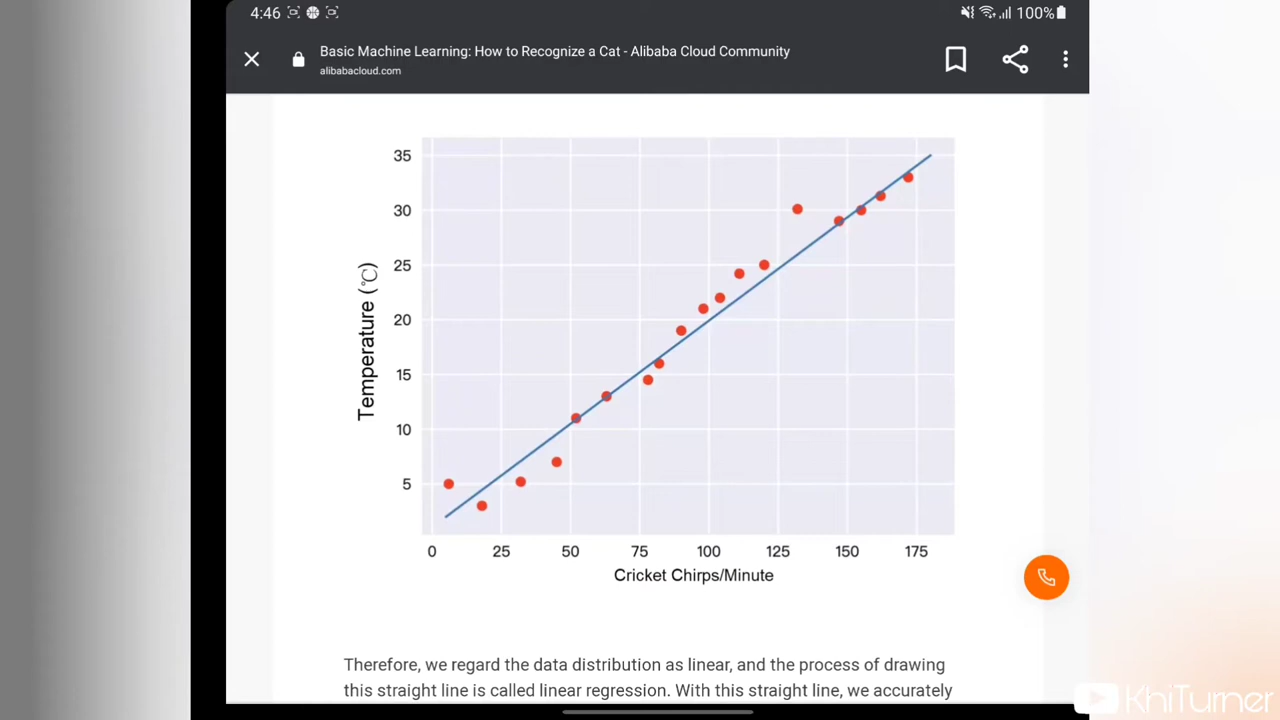 4:46
100%
Basic Machine Learning: How to Recognize a Cat - Alibaba Cloud Community
alibabacloud.com
35
30
25
20
15
10
5
Temperature (℃)
0 25 50 75 100 125 150 175
Cricket Chirps/Minute
Therefore, we regard the data distribution as linear, and the process of drawing
this straight line is called linear regression. With this straight line, we accurately
KhiTurner